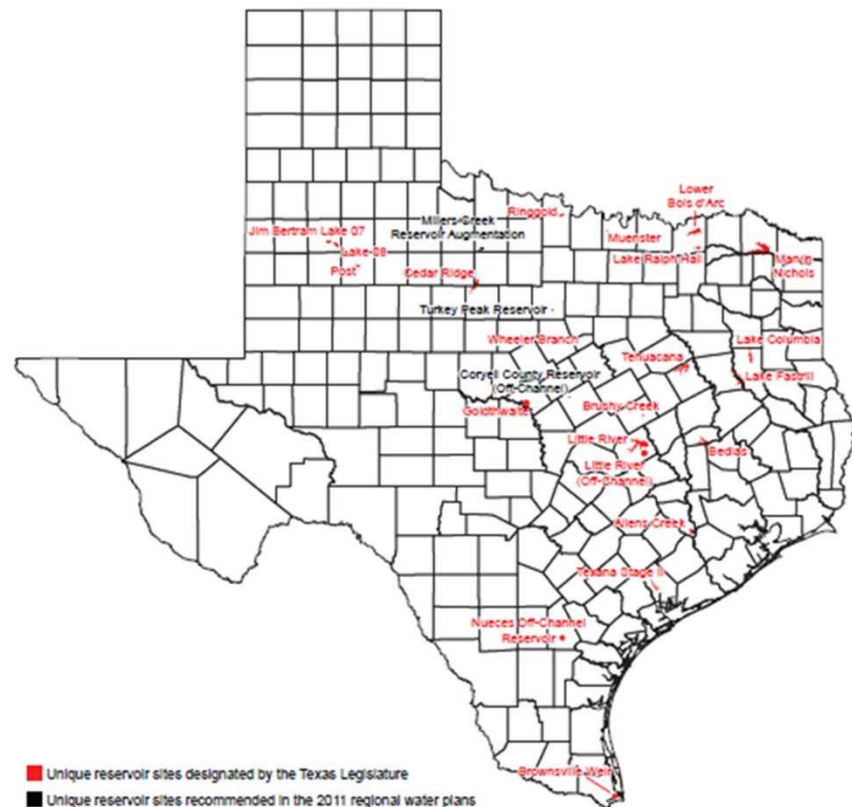 Lower
Bois d'Arc
Ringgold
Millers Creek
Reservoir Augmentation
Muenster
Jim Bertram Lake 07
Lake 08
Lake Ralph Hall
Marvin
Nichols
Post
Cedar Ridge
Turkey Peak Reservoir
Wheeler Branch
Lake Columbia
Tehuacana
Coryell County Reservoir
(Off-Channel)
Lake Fastrill
Goldthwaite
Brushy Creek
Little River
Bedias
Little River
(Off-Channel)
Allens Creek
Texana Stage II
Nueces Off-Channel
Reservoir
Brownsville Weir
Unique reservoir sites designated by the Texas Legislature
Unique reservoir sites recommended in the 2011 regional water plans